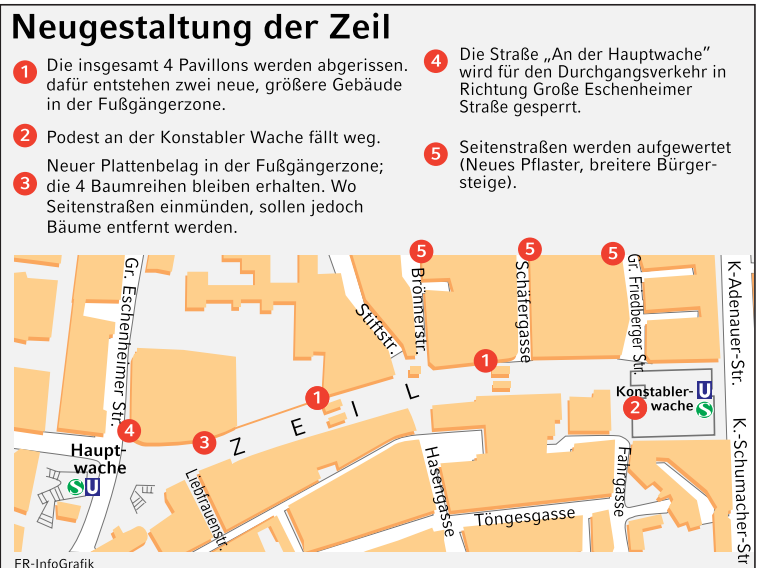 Neugestaltung der Zeil
1
Die insgesamt 4 Pavillons werden abgerissen.
dafür entstehen zwei neue, größere Gebäude
in der Fußgängerzone.
2
Podest an der Konstabler Wache fällt weg.
3
Neuer Plattenbelag in der Fußgängerzone;
die 4 Baumreihen bleiben erhalten. Wo
Seitenstraßen einmünden, sollen jedoch
Bäume entfernt werden.
4
Die Straße „An der Hauptwache”
wird für den Durchgangsverkehr in
Richtung Große Eschenheimer
Straße gesperrt.
5
Seitenstraßen werden aufgewertet
(Neues Pflaster, breitere Bürger-
steige).
5
5
5
Gr. Eschenheimer Str.
Stiftstr.
Brönnerstr.
Schäfergasse
Gr. Friedberger Str.
K-Adenauer-Str.
1
1
ZEIL
Konstabler-
wache
U
S
2
4
3
Haupt-
wache
S
U
Liebfrauenstr.
Hasengasse
Töngesgasse
Fahrgasse
K.-Schumacher-Str
FR-InfoGrafik